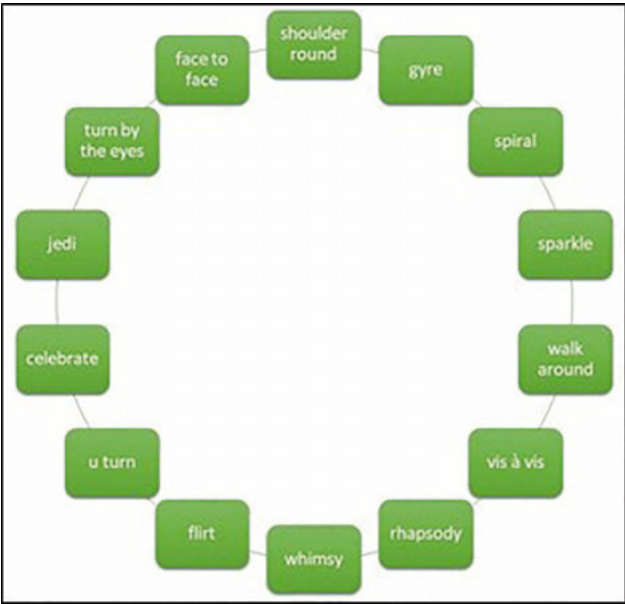 shoulder
round
gyre
spiral
sparkle
walk
around
vis à vis
rhapsody
whimsy
flirt
u turn
celebrate
jedi
turn by
the eyes
face to
face